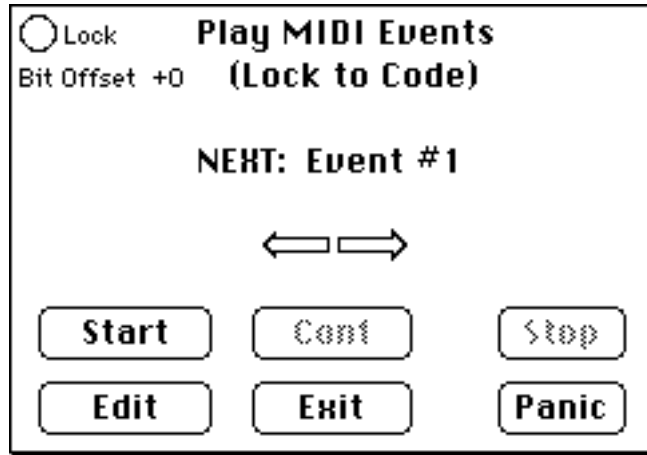 Lock Play MIDI Events
Bit Offset +0 (Lock to Code)
NEXT: Event #1
Start Cont Stop
Edit Exit Panic